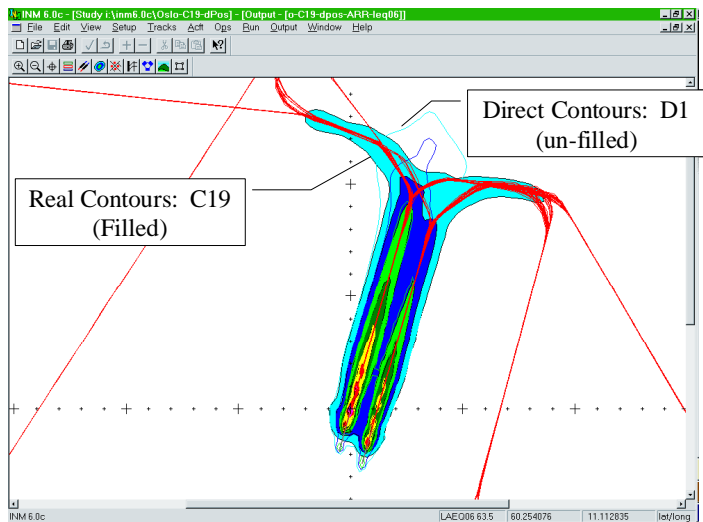 INM 6.0c - [Study i:\inm6.0c\Oslo-C19-dPos] - [Output - [o-C19-dpos-ARR-leq06]]
File Edit View Setup Tracks Acft Ops Run Output Window Help
Direct Contours: D1
(un-filled)
Real Contours: C19
(Filled)
INM 6.0c LAEQ06 63.5 60.254076 11.112835 lat/long